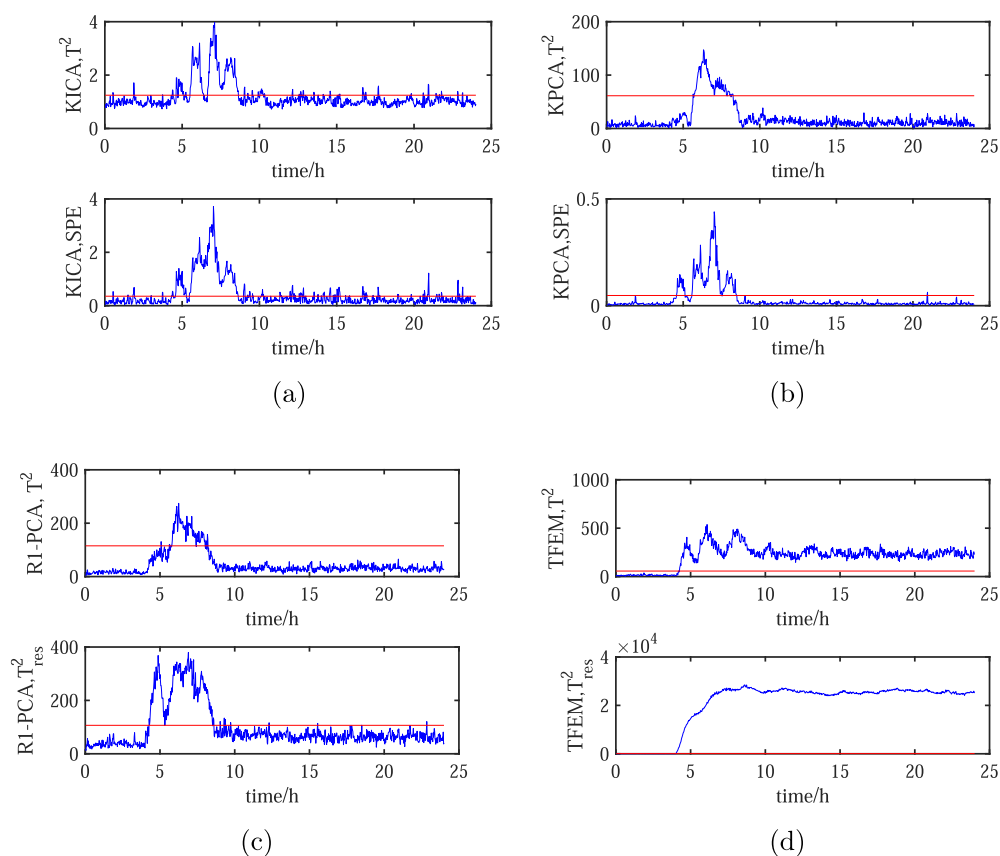 KICA,T²
4
2
0
0 5 10 15 20 25
time/h
KICA,SPE
4
2
0
0 5 10 15 20 25
time/h
(a)
KPCA,T²
200
100
0
0 5 10 15 20 25
time/h
KPCA,SPE
0.5
0
0 5 10 15 20 25
time/h
(b)
R1-PCA, T²
400
200
0
0 5 10 15 20 25
time/h
R1-PCA,T²res
400
200
0
0 5 10 15 20 25
time/h
(c)
TFEM,T²
1000
500
0
0 5 10 15 20 25
time/h
TFEM,T²res
×10⁴
4
2
0
0 5 10 15 20 25
time/h
(d)